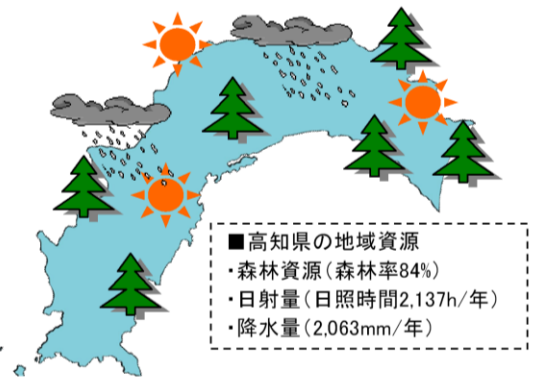 ■高知県の地域資源
・森林資源（森林率84%）
・日射量（日照時間2,137h/年）
・降水量（2,063mm/年）